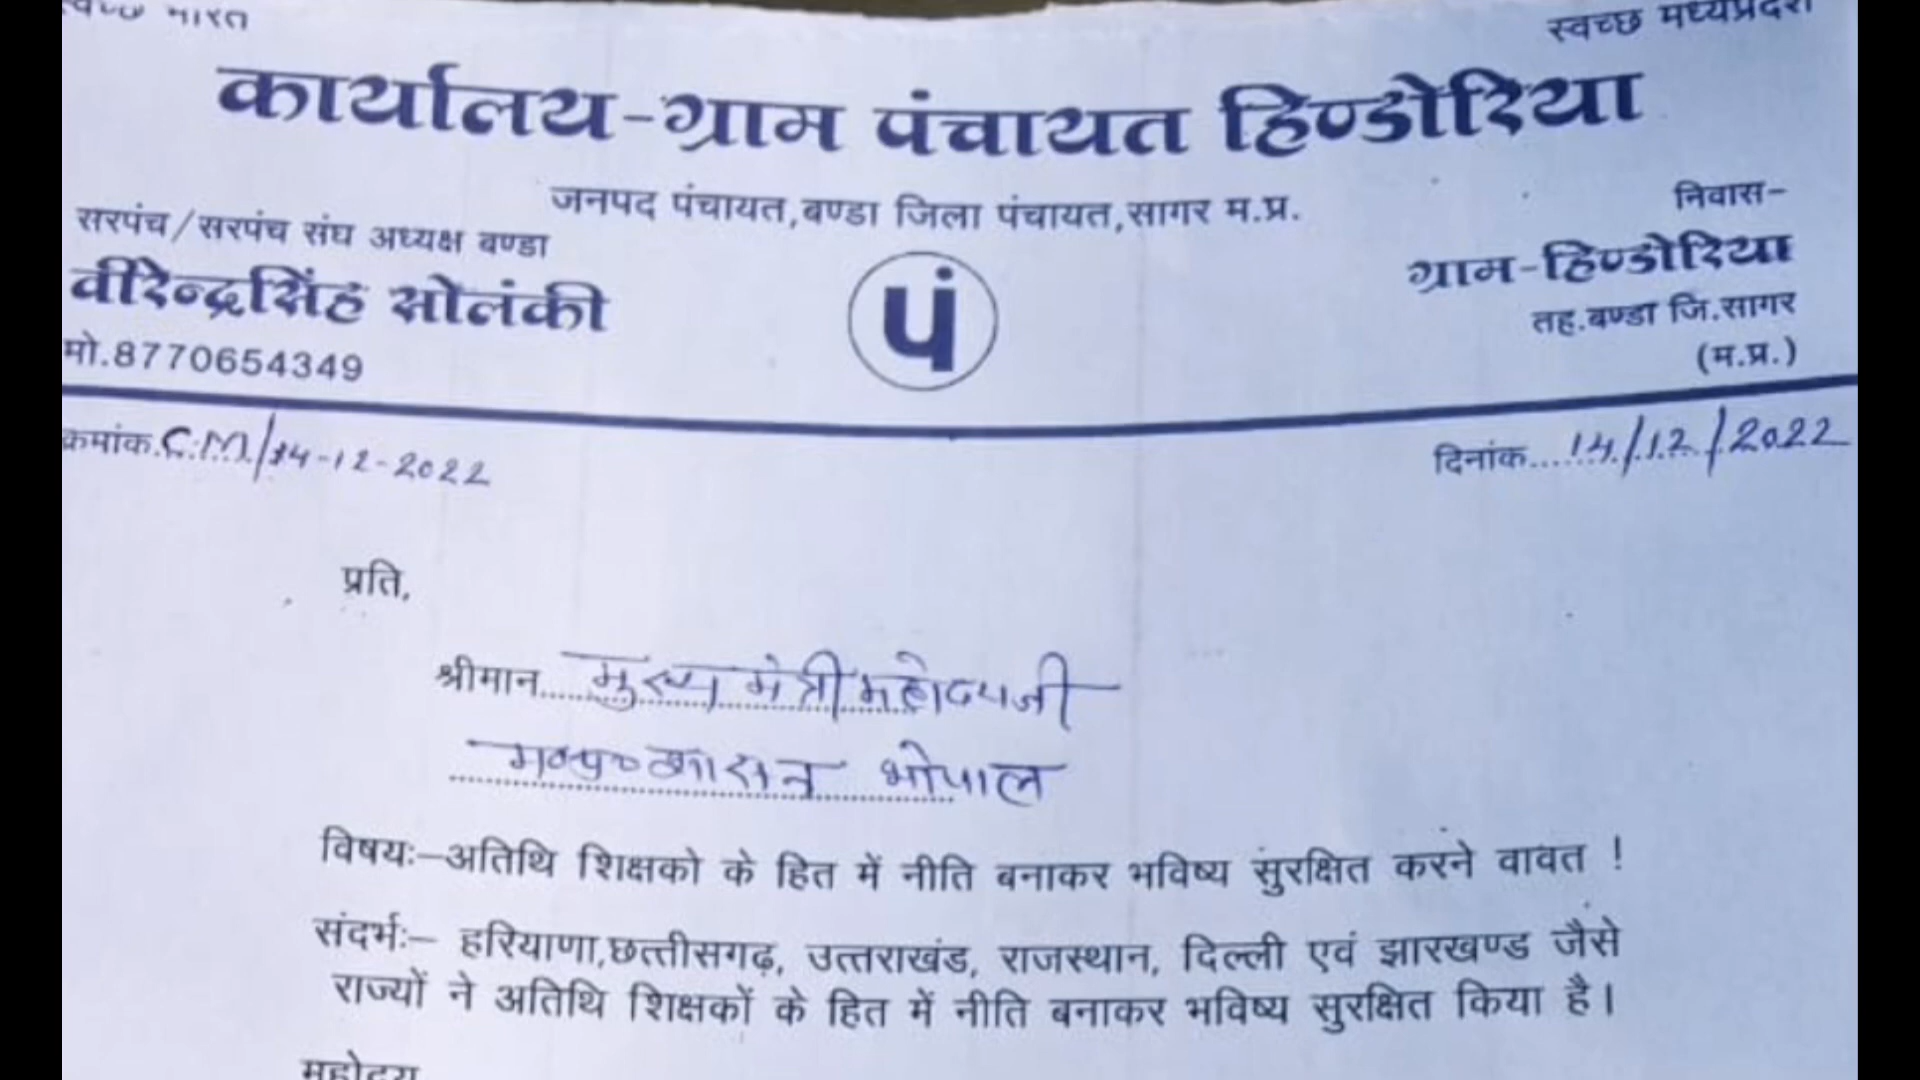 स्वच्छ भारत
स्वच्छ मध्यप्रदेश
कार्यालय-ग्राम पंचायत हिण्डोरिया
जनपद पंचायत,बण्डा जिला पंचायत,सागर म.प्र.
सरपंच/सरपंच संघ अध्यक्ष बण्डा
वीरेन्द्रसिंह सोलंकी
मो.8770654349
पं
निवास-
ग्राम-हिण्डोरिया
तह.बण्डा जि.सागर
(म.प्र.)
क्रमांक.C.M./14-12-2022
दिनांक....14/12/2022
प्रति,
श्रीमान....मुख्य मंत्री महोदय जी
शासन भोपाल
विषयः–अतिथि शिक्षको के हित में नीति बनाकर भविष्य सुरक्षित करने वावत !
संदर्भः– हरियाणा,छत्तीसगढ़, उत्तराखंड, राजस्थान, दिल्ली एवं झारखण्ड जैसे
राज्यों ने अतिथि शिक्षकों के हित में नीति बनाकर भविष्य सुरक्षित किया है।
महोदय